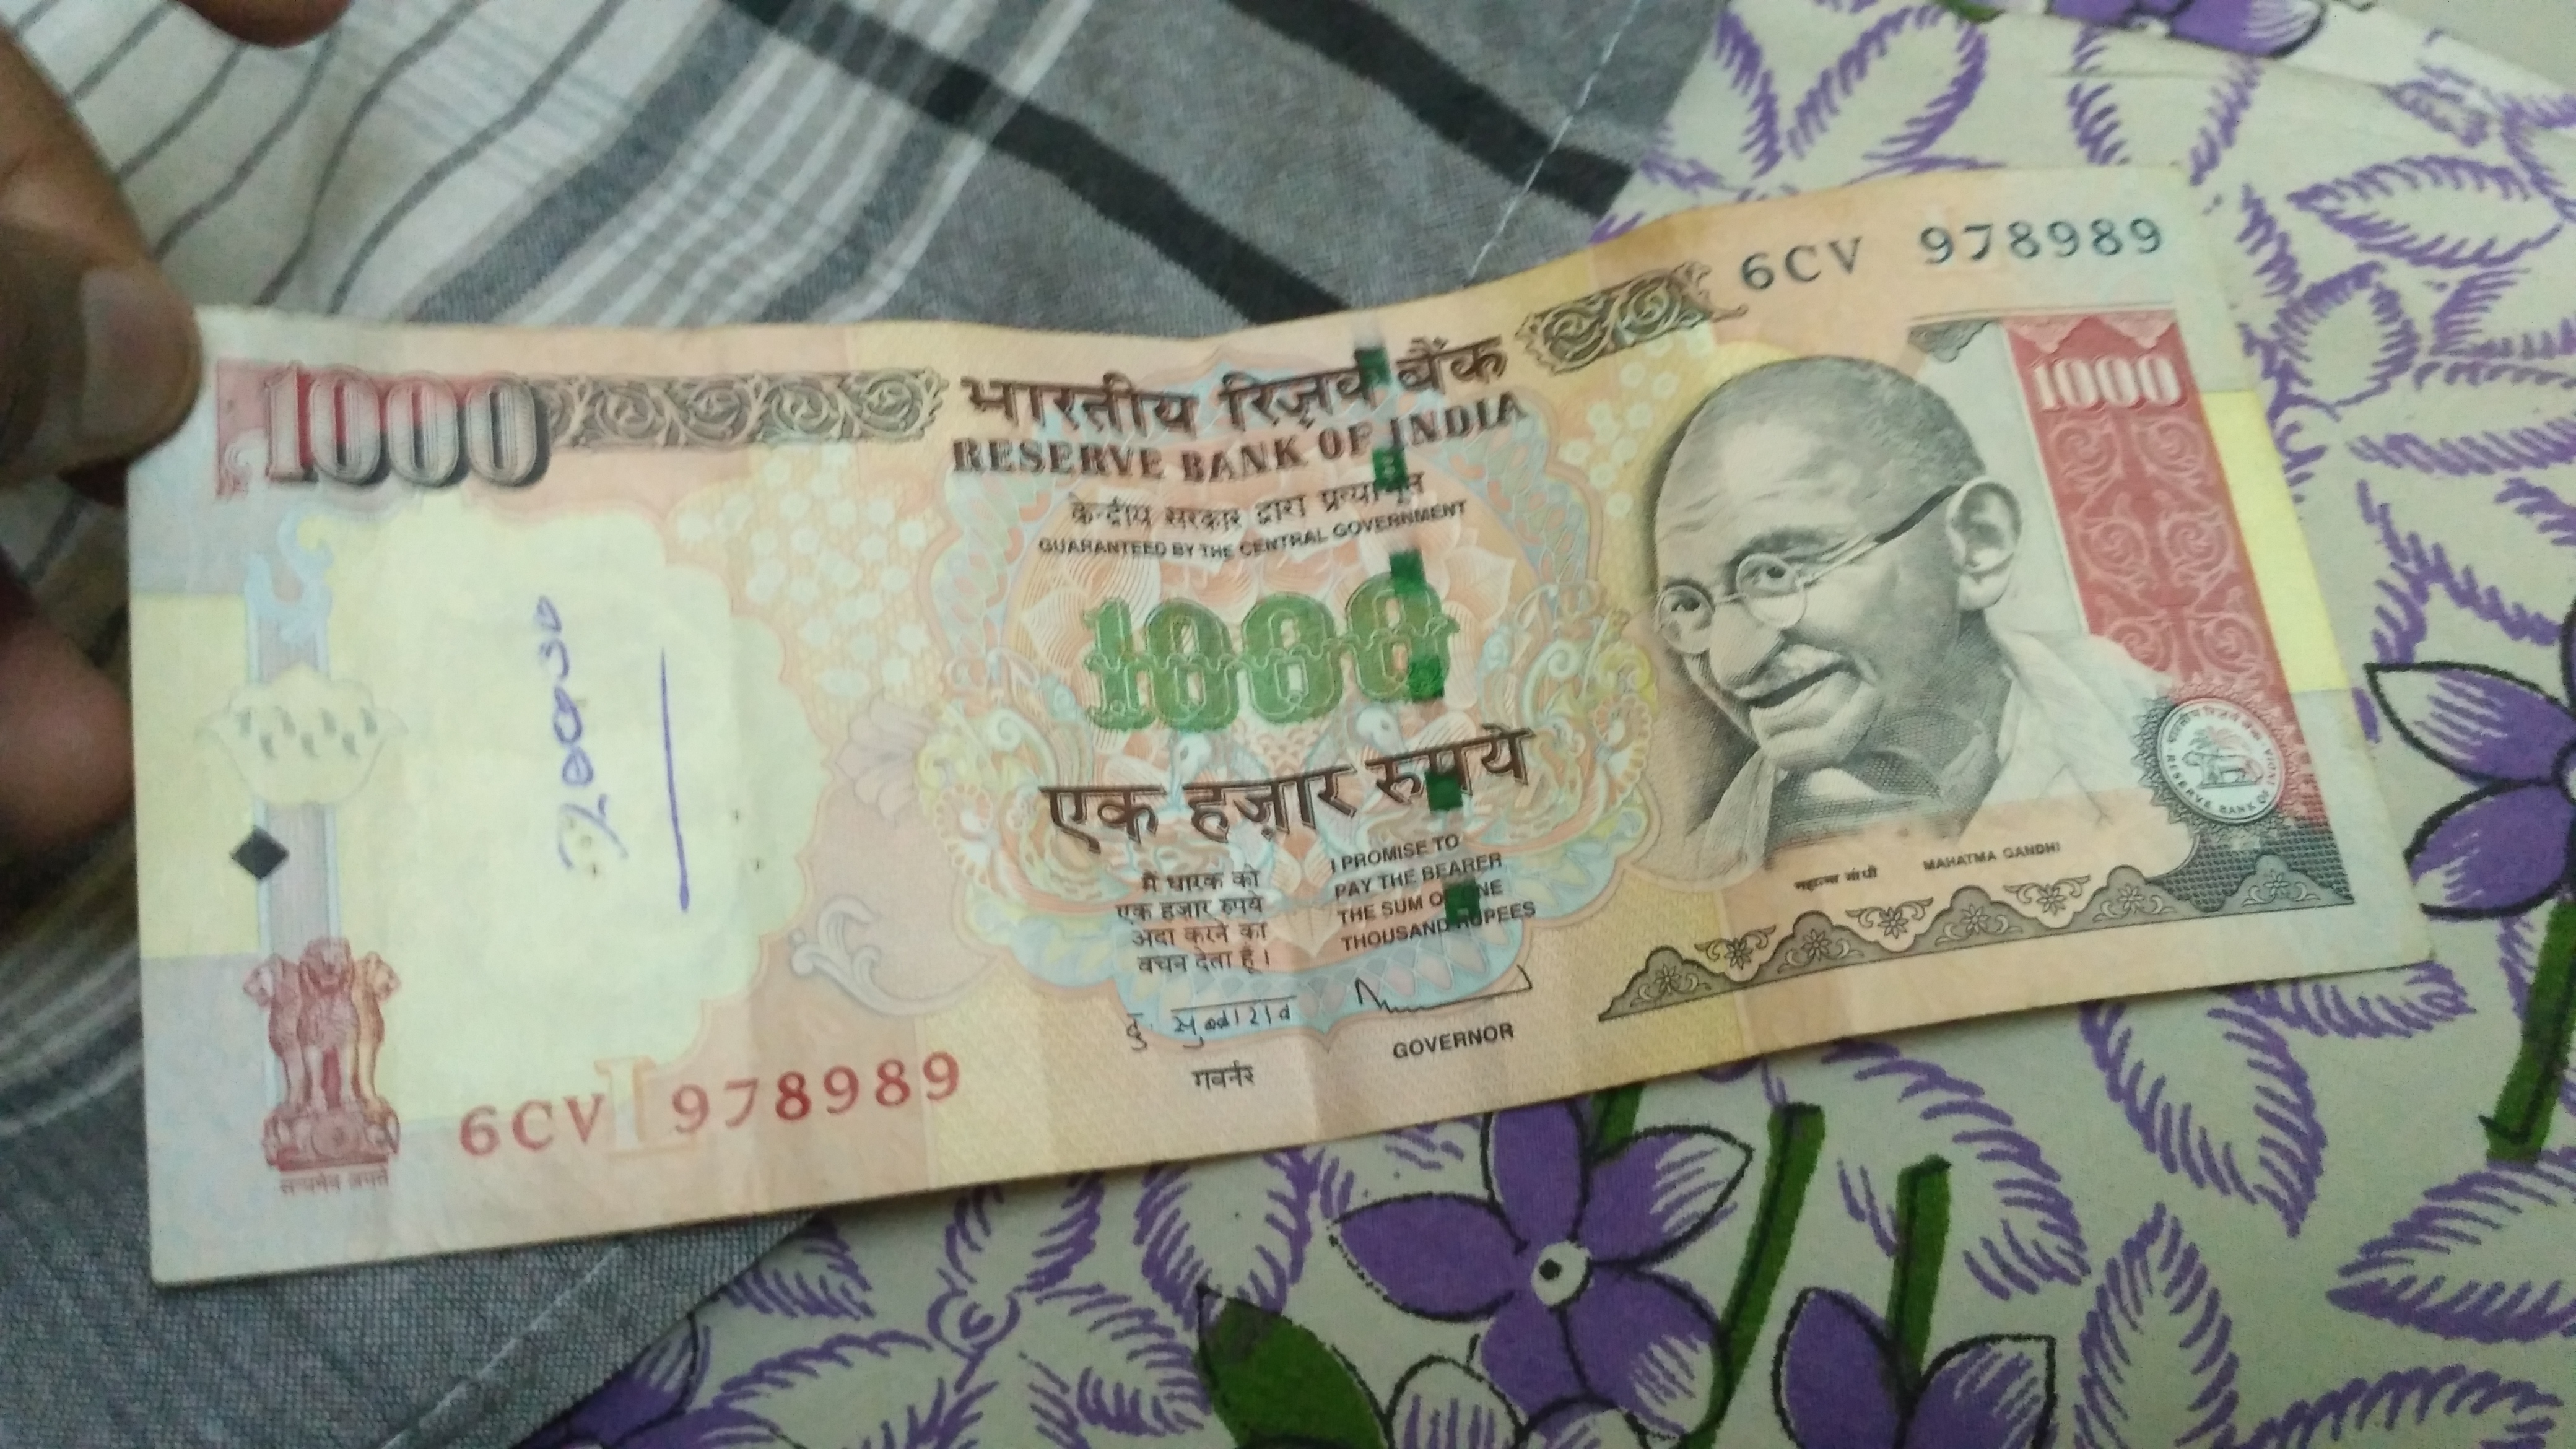 6CV 978989
1000
1000
भारतीय रिज़र्व बैंक
RESERVE BANK OF INDIA
केन्द्रीय सरकार द्वारा प्रत्याभूत
GUARANTEED BY THE CENTRAL GOVERNMENT
1000
एक हज़ार रुपये
मैं धारक को
एक हज़ार रुपये
अदा करने का
वचन देता हूँ।
I PROMISE TO
PAY THE BEARER
THE SUM OF ONE
THOUSAND RUPEES
दु. सुब्बाराव
गवर्नर
GOVERNOR
महात्मा गांधी MAHATMA GANDHI
भारतीय रिज़र्व बैंक
RESERVE BANK OF INDIA
सत्यमेव जयते
6CV L 978989